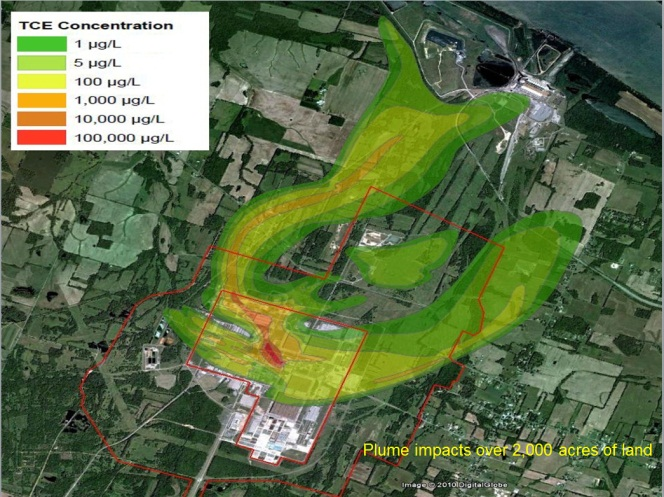 TCE Concentration
1 µg/L
5 µg/L
100 µg/L
1,000 µg/L
10,000 µg/L
100,000 µg/L
Plume impacts over 2,000 acres of land
Image © 2010 DigitalGlobe